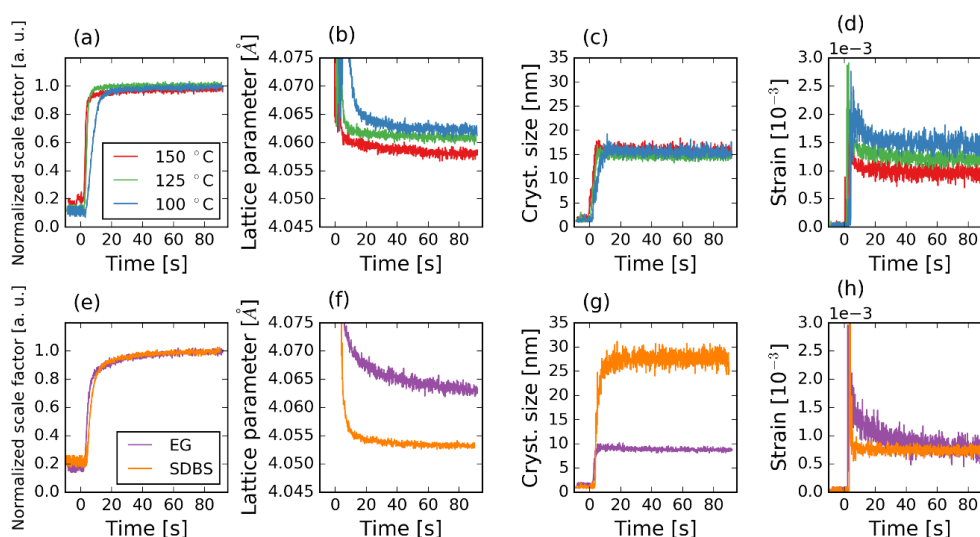 (a)
Normalized scale factor [a. u.]
1.0
0.8
0.6
0.4
0.2
0.0
150 °C
125 °C
100 °C
0 20 40 60 80
Time [s]
(b)
Lattice parameter [Å]
4.075
4.070
4.065
4.060
4.055
4.050
4.045
0 20 40 60 80
Time [s]
(c)
Cryst. size [nm]
35
30
25
20
15
10
5
0
0 20 40 60 80
Time [s]
(d)
1e−3
Strain [10⁻³]
3.0
2.5
2.0
1.5
1.0
0.5
0.0
0 20 40 60 80
Time [s]
(e)
Normalized scale factor [a. u.]
1.0
0.8
0.6
0.4
0.2
0.0
EG
SDBS
0 20 40 60 80
Time [s]
(f)
Lattice parameter [Å]
4.075
4.070
4.065
4.060
4.055
4.050
4.045
0 20 40 60 80
Time [s]
(g)
Cryst. size [nm]
35
30
25
20
15
10
5
0
0 20 40 60 80
Time [s]
(h)
1e−3
Strain [10⁻³]
3.0
2.5
2.0
1.5
1.0
0.5
0.0
0 20 40 60 80
Time [s]